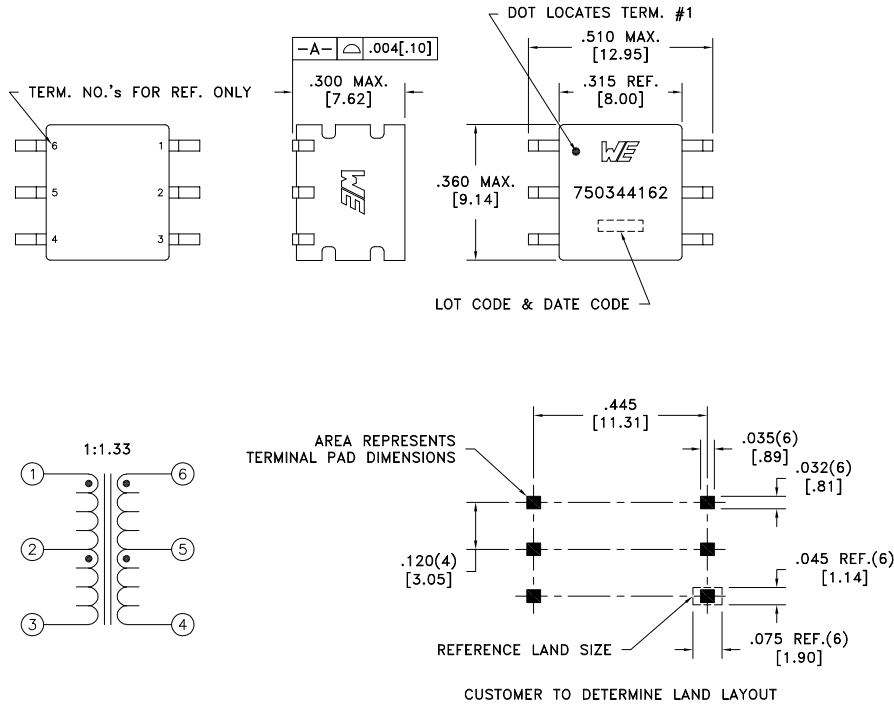 DOT LOCATES TERM. #1
-A- .004[.10]
.510 MAX.
[12.95]
.300 MAX.
[7.62]
.315 REF.
[8.00]
TERM. NO.'s FOR REF. ONLY
6 1
5 2
4 3
WE
.360 MAX.
[9.14]
WE
750344162
LOT CODE & DATE CODE
1:1.33
1 6
2 5
3 4
.445
[11.31]
AREA REPRESENTS
TERMINAL PAD DIMENSIONS
.035(6)
[.89]
.032(6)
[.81]
.120(4)
[3.05]
.045 REF.(6)
[1.14]
REFERENCE LAND SIZE
.075 REF.(6)
[1.90]
CUSTOMER TO DETERMINE LAND LAYOUT